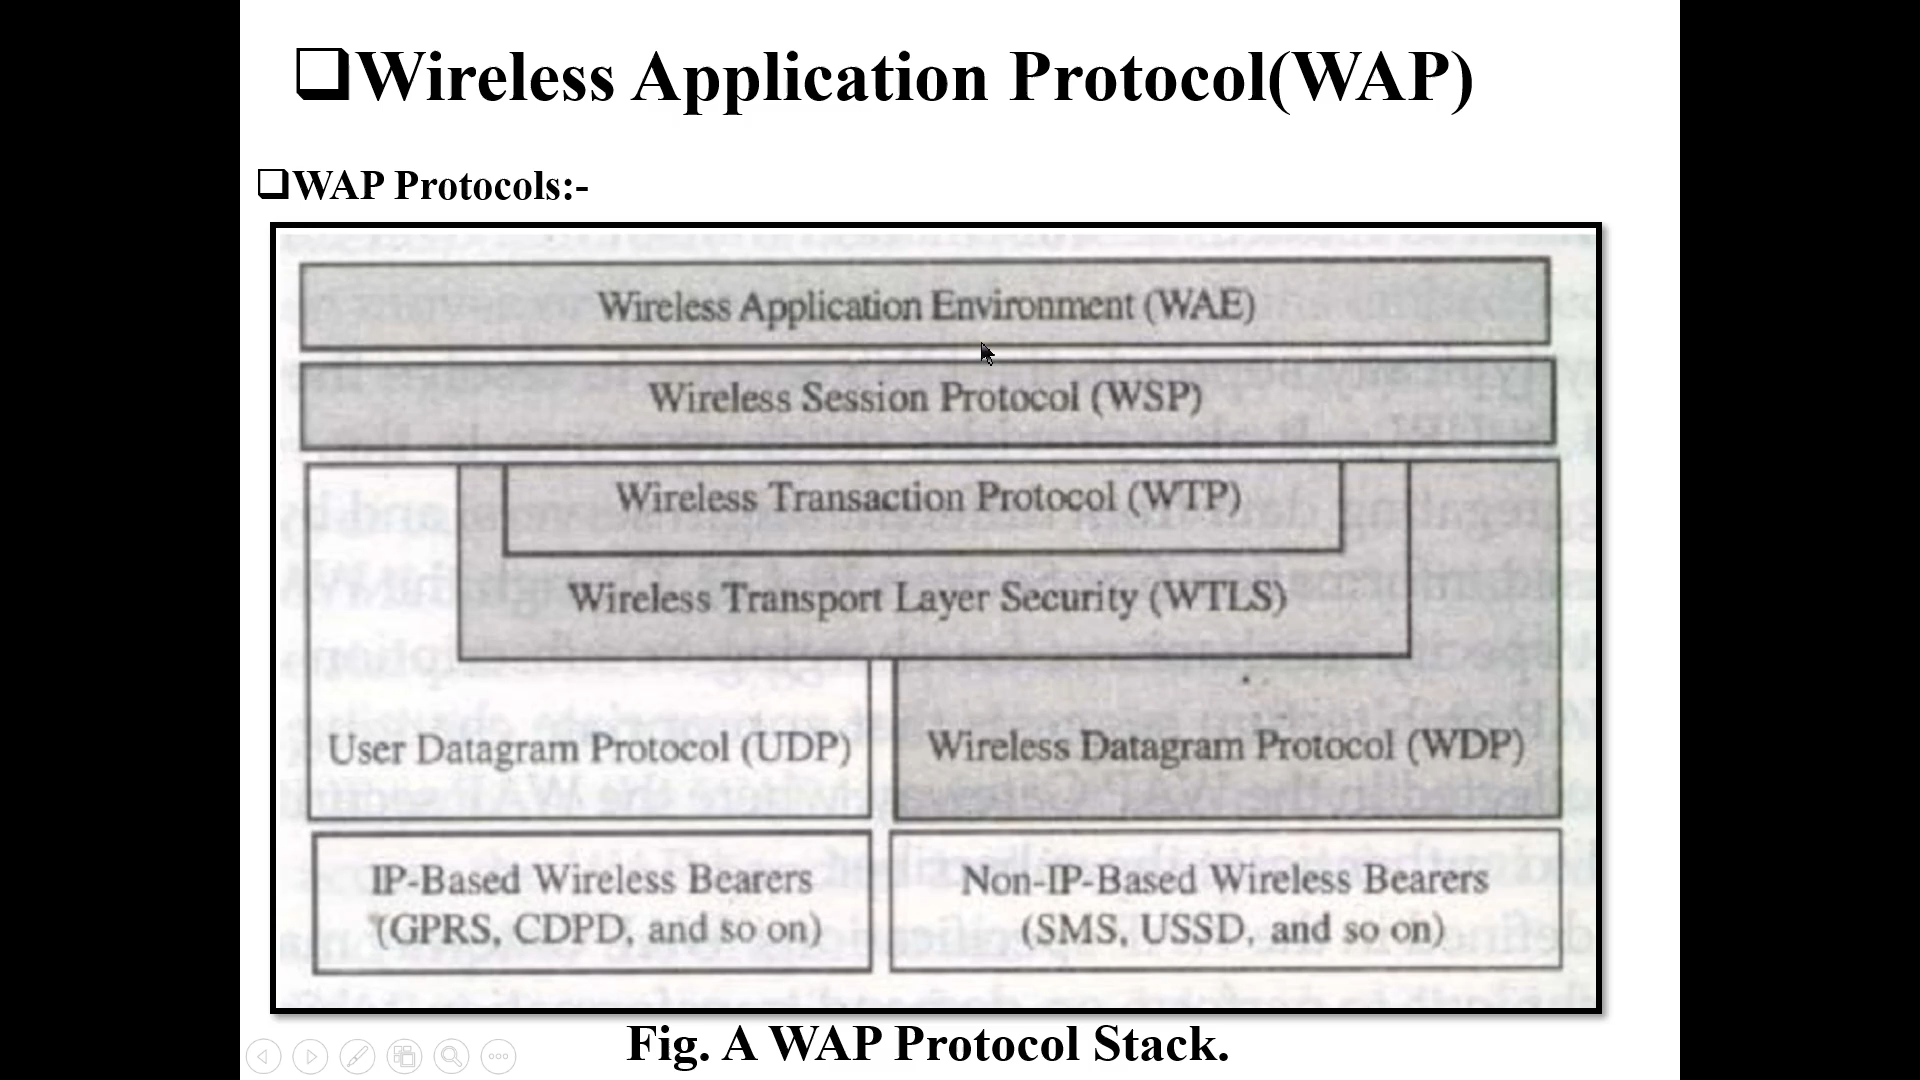 ❑Wireless Application Protocol(WAP)
❑WAP Protocols:-
Wireless Application Environment (WAE)
Wireless Session Protocol (WSP)
Wireless Transaction Protocol (WTP)
Wireless Transport Layer Security (WTLS)
User Datagram Protocol (UDP)
Wireless Datagram Protocol (WDP)
IP-Based Wireless Bearers
(GPRS, CDPD, and so on)
Non-IP-Based Wireless Bearers
(SMS, USSD, and so on)
Fig. A WAP Protocol Stack.